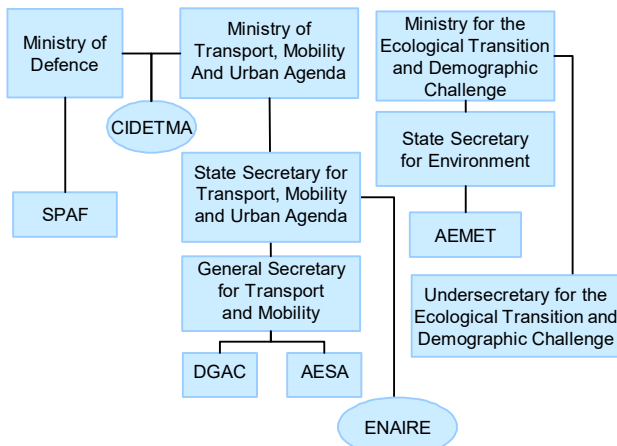 Ministry of
Defence
Ministry of
Transport, Mobility
And Urban Agenda
Ministry for the
Ecological Transition
and Demographic
Challenge
CIDETMA
State Secretary
for Environment
State Secretary for
Transport, Mobility
and Urban Agenda
SPAF
AEMET
General Secretary
for Transport
and Mobility
Undersecretary for the
Ecological Transition and
Demographic Challenge
DGAC
AESA
ENAIRE